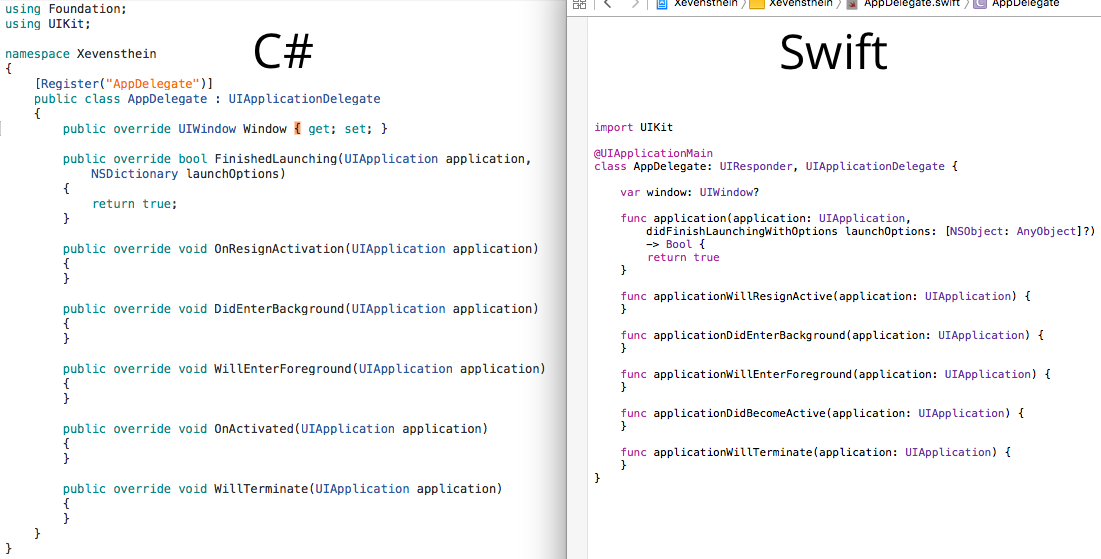 using Foundation;
using UIKit;
C#
namespace Xevensthein
{
[Register("AppDelegate")]
public class AppDelegate : UIApplicationDelegate
{
public override UIWindow Window { get; set; }
public override bool FinishedLaunching(UIApplication application,
NSDictionary launchOptions)
{
return true;
}
public override void OnResignActivation(UIApplication application)
{
}
public override void DidEnterBackground(UIApplication application)
{
}
public override void WillEnterForeground(UIApplication application)
{
}
public override void OnActivated(UIApplication application)
{
}
public override void WillTerminate(UIApplication application)
{
}
}
}
Xevensthein Xevensthein AppDelegate.swift C AppDelegate
Swift
import UIKit
@UIApplicationMain
class AppDelegate: UIResponder, UIApplicationDelegate {
var window: UIWindow?
func application(application: UIApplication,
didFinishLaunchingWithOptions launchOptions: [NSObject: AnyObject]?)
-> Bool {
return true
}
func applicationWillResignActive(application: UIApplication) {
}
func applicationDidEnterBackground(application: UIApplication) {
}
func applicationWillEnterForeground(application: UIApplication) {
}
func applicationDidBecomeActive(application: UIApplication) {
}
func applicationWillTerminate(application: UIApplication) {
}
}